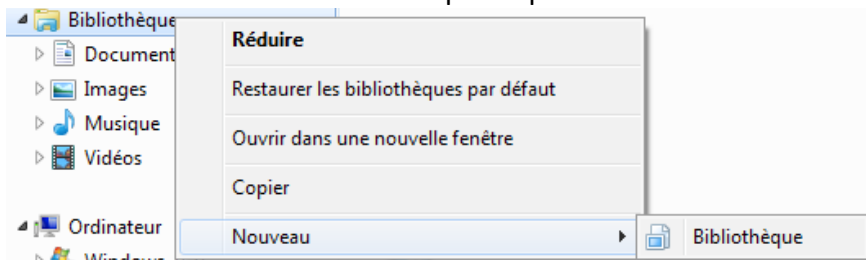 Bibliothèque
Réduire
Document
Restaurer les bibliothèques par défaut
Images
Musique
Ouvrir dans une nouvelle fenêtre
Vidéos
Copier
Ordinateur
Nouveau
Bibliothèque